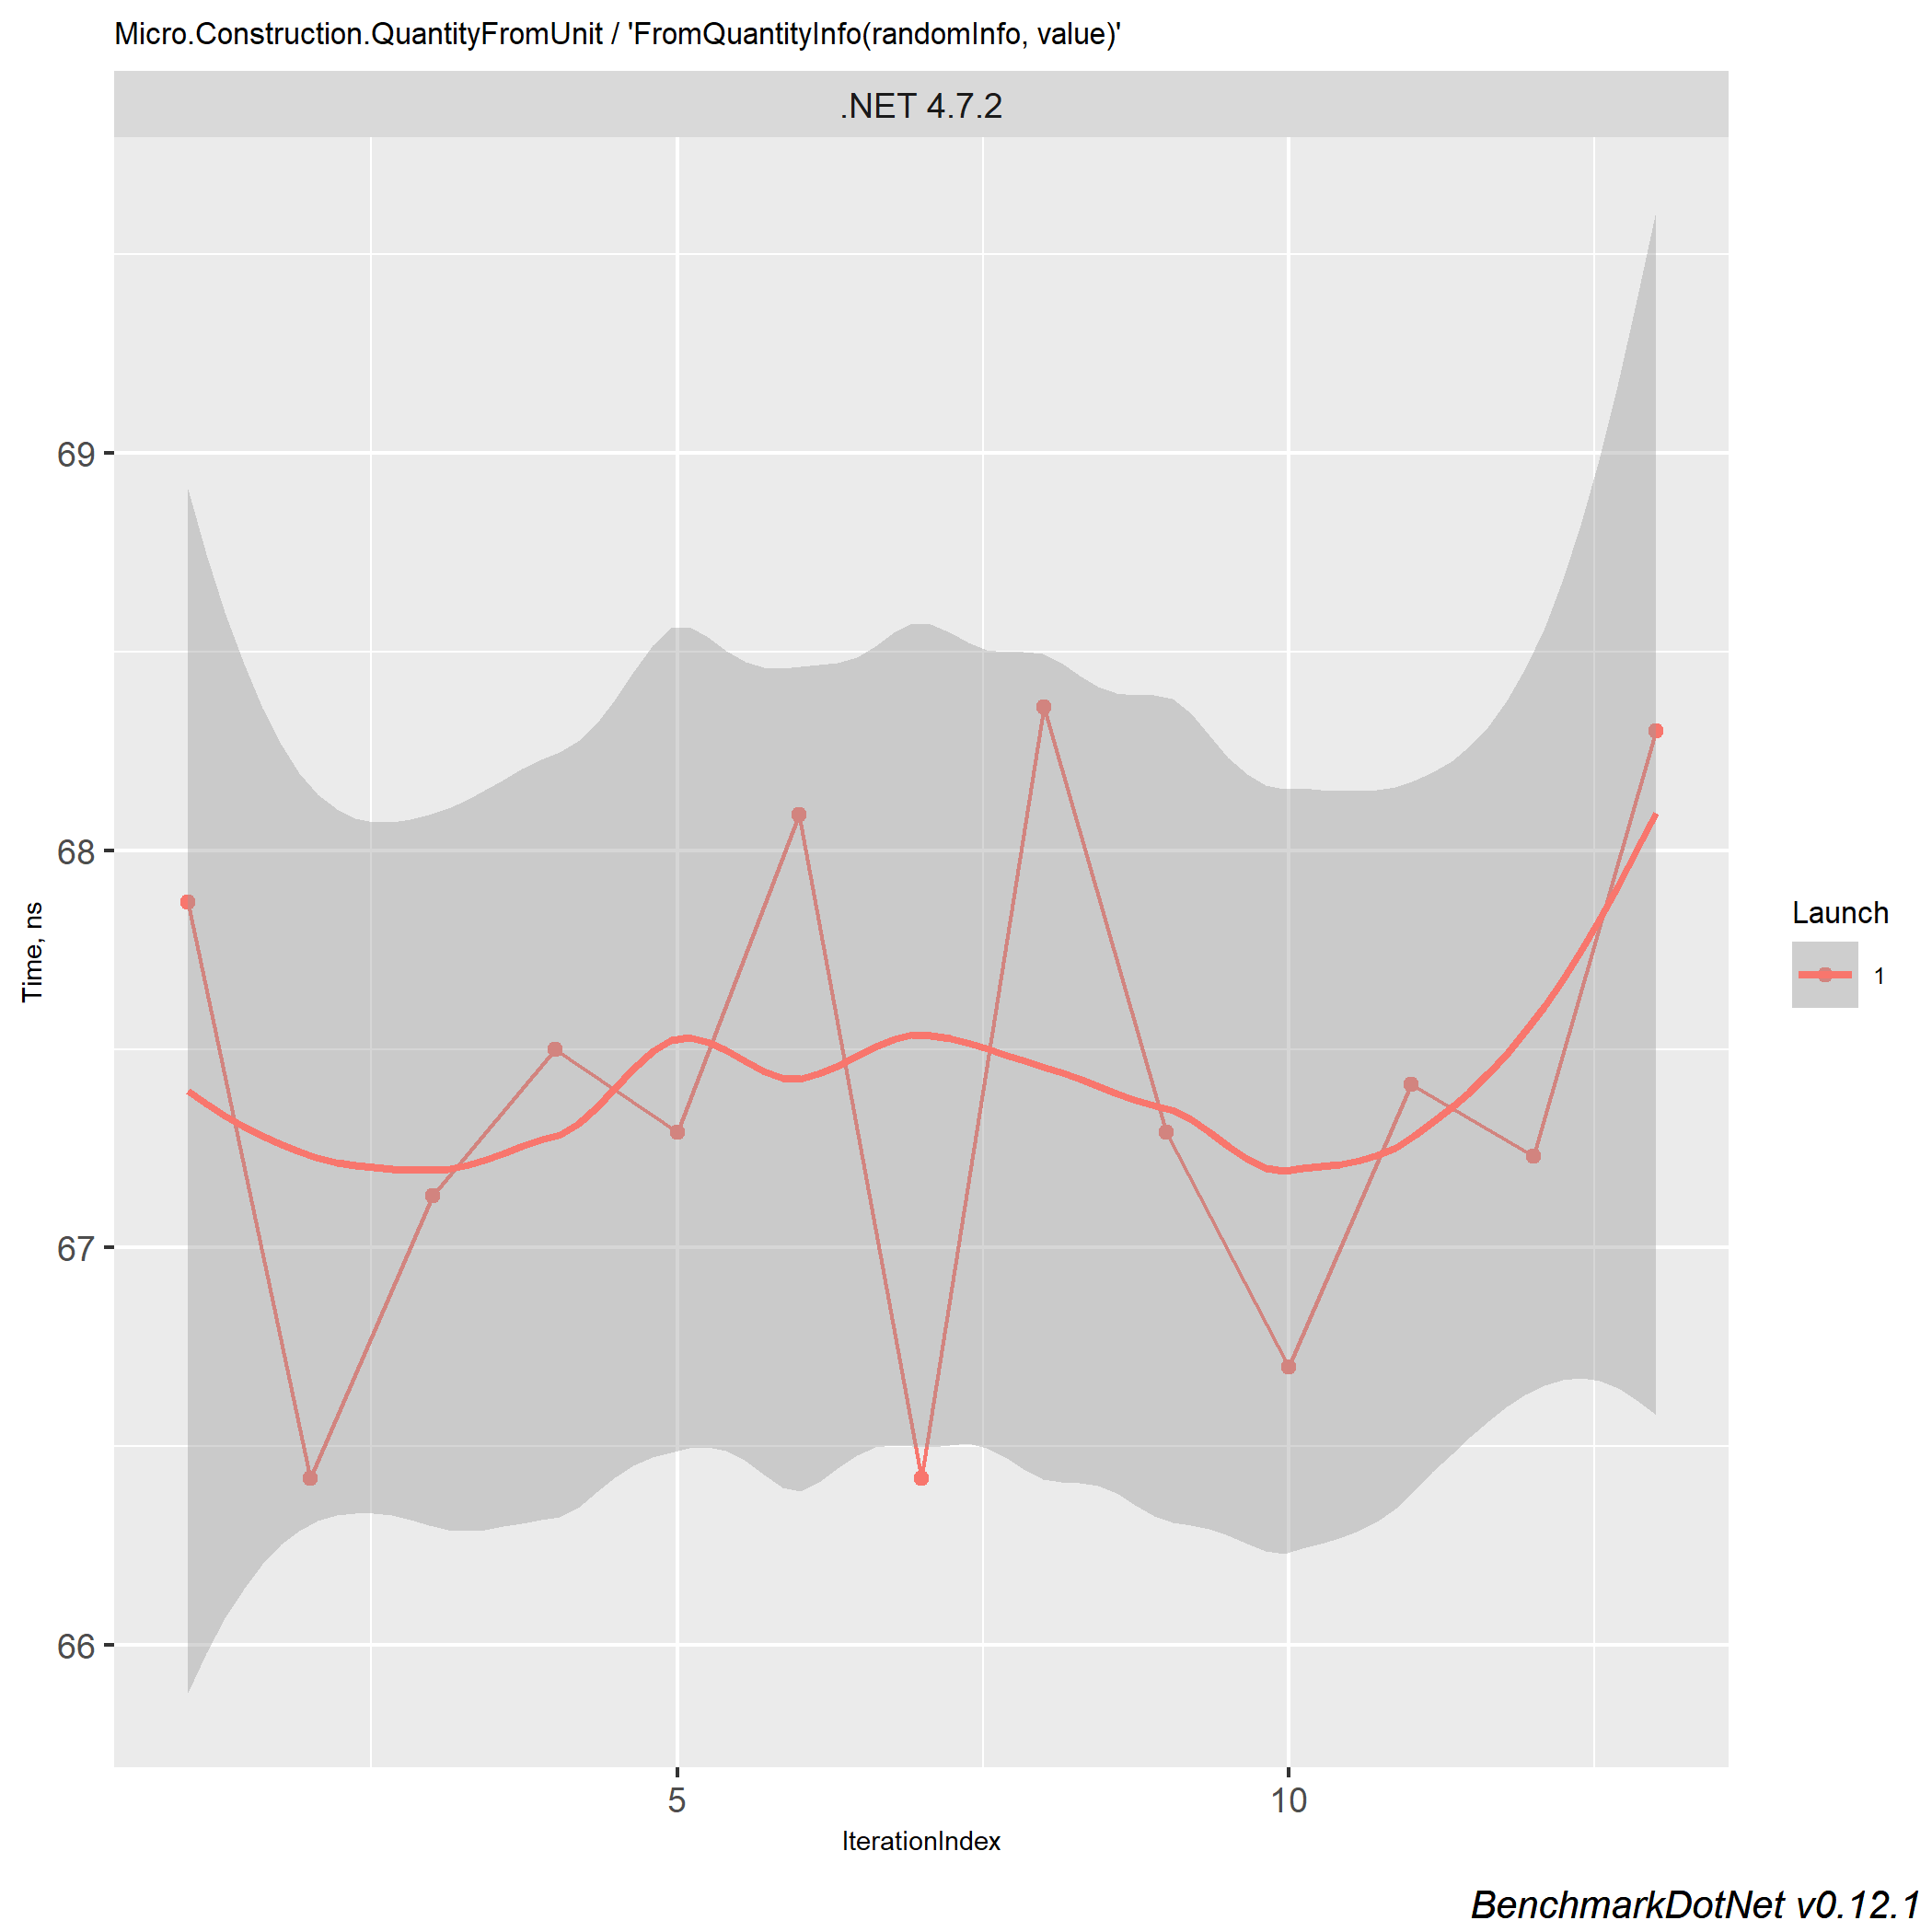 Micro.Construction.QuantityFromUnit / 'FromQuantityInfo(randomInfo, value)'
.NET 4.7.2
69
68
67
66
Time, ns
5
10
IterationIndex
Launch
1
BenchmarkDotNet v0.12.1